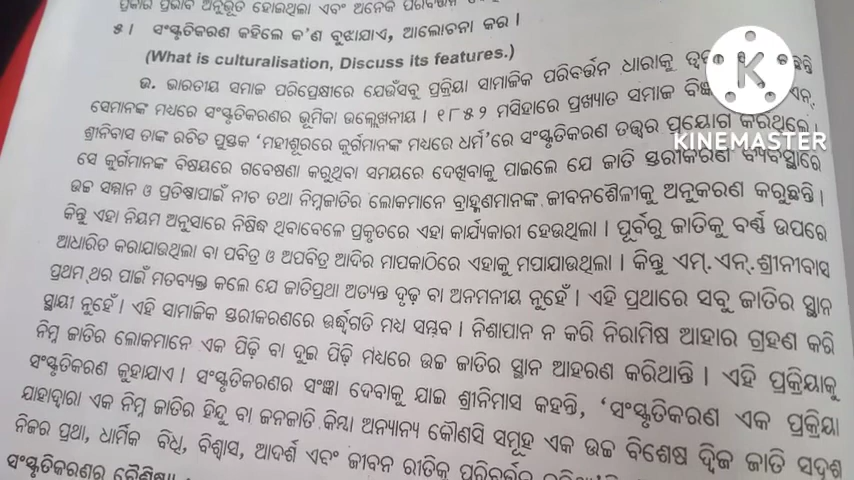 ପ୍ରକାର ପ୍ରଭାବ ଅନୁଭୂତ ହୋଇଥିଲା ଏବଂ ଅନେକ ପରିବର୍ତ୍ତନ
୫। ସଂସ୍କୃତିକରଣ କହିଲେ କ'ଣ ବୁଝାଯାଏ, ଆଲୋଚନା କର।
(What is culturalisation, Discuss its features.)
ଉ. ଭାରତୀୟ ସମାଜ ପରିପ୍ରେକ୍ଷୀରେ ଯେଉଁସବୁ ପ୍ରକ୍ରିୟା ସାମାଜିକ ପରିବର୍ତ୍ତନ ଧାରାକୁ
ସେମାନଙ୍କ ମଧ୍ୟରେ ସଂସ୍କୃତିକରଣର ଭୂମିକା ଉଲ୍ଲେଖନୀୟ। ୧୮୫୨ ମସିହାରେ ପ୍ରଖ୍ୟାତ ସମାଜ ଏନ୍.
ଶ୍ରୀନିବାସ ତାଙ୍କ ରଚିତ ପୁସ୍ତକ 'ମହୀଶୂରରେ କୁର୍ଗମାନଙ୍କ ମଧ୍ୟରେ ଧର୍ମ'ରେ ସଂସ୍କୃତିକରଣ ତତ୍ତ୍ୱର ପ୍ରୟୋଗ କରିଥିଲେ।
ସେ କୁର୍ଗମାନଙ୍କ ବିଷୟରେ ଗବେଷଣା କରୁଥିବା ସମୟରେ ଦେଖିବାକୁ ପାଇଲେ ଯେ ଜାତି ସ୍ତରୀକରଣ ବ୍ୟବସ୍ଥାରେ
ଉଚ୍ଚ ସମ୍ମାନ ଓ ପ୍ରତିଷ୍ଠାପାଇଁ ନୀଚ ତଥା ନିମ୍ନଜାତିର ଲୋକମାନେ ବ୍ରାହ୍ମଣମାନଙ୍କ ଜୀବନଶୈଳୀକୁ ଅନୁକରଣ କରୁଛନ୍ତି।
କିନ୍ତୁ ଏହା ନିୟମ ଅନୁସାରେ ନିଷିଦ୍ଧ ଥିବାବେଳେ ପ୍ରକୃତରେ ଏହା କାର୍ଯ୍ୟକାରୀ ହେଉଥିଲା। ପୂର୍ବରୁ ଜାତିକୁ ବର୍ଣ୍ଣ ଉପରେ
ଆଧାରିତ କରାଯାଉଥିଲା ବା ପବିତ୍ର ଓ ଅପବିତ୍ର ଆଦିର ମାପକାଠିରେ ଏହାକୁ ମପାଯାଉଥିଲା। କିନ୍ତୁ ଏମ୍.ଏନ୍.ଶ୍ରୀନୀବାସ
ପ୍ରଥମ ଥର ପାଇଁ ମତବ୍ୟକ୍ତ କଲେ ଯେ ଜାତିପ୍ରଥା ଅତ୍ୟନ୍ତ ଦୃଢ଼ ବା ଅନମନୀୟ ନୁହେଁ। ଏହି ପ୍ରଥାରେ ସବୁ ଜାତିର ସ୍ଥାନ
ସ୍ଥାୟୀ ନୁହେଁ। ଏହି ସାମାଜିକ ସ୍ତରୀକରଣରେ ଊର୍ଦ୍ଧ୍ୱଗତି ମଧ୍ୟ ସମ୍ଭବ। ନିଶାପାନ ନ କରି ନିରାମିଷ ଆହାର ଗ୍ରହଣ କରି
ନିମ୍ନ ଜାତିର ଲୋକମାନେ ଏକ ପିଢ଼ି ବା ଦୁଇ ପିଢ଼ି ମଧ୍ୟରେ ଉଚ୍ଚ ଜାତିର ସ୍ଥାନ ଆହରଣ କରିଥାନ୍ତି। ଏହି ପ୍ରକ୍ରିୟାକୁ
ସଂସ୍କୃତିକରଣ କୁହାଯାଏ। ସଂସ୍କୃତିକରଣର ସଂଜ୍ଞା ଦେବାକୁ ଯାଇ ଶ୍ରୀନିମାସ କହନ୍ତି, 'ସଂସ୍କୃତିକରଣ ଏକ ପ୍ରକ୍ରିୟା
ଯାହାଦ୍ୱାରା ଏକ ନିମ୍ନ ଜାତିର ହିନ୍ଦୁ ବା ଜନଜାତି କିମ୍ବା ଅନ୍ୟାନ୍ୟ କୌଣସି ସମୂହ ଏକ ଉଚ୍ଚ ବିଶେଷ ଦ୍ୱିଜ ଜାତି ସଦୃଶ
ନିଜର ପ୍ରଥା, ଧାର୍ମିକ ବିଧି, ବିଶ୍ୱାସ, ଆଦର୍ଶ ଏବଂ ଜୀବନ ରୀତିକୁ ପରିବର୍ତ୍ତନ
ସଂସ୍କୃତିକରଣର ବୈଶିଷ୍ଟ୍ୟ
K
KINEMASTER